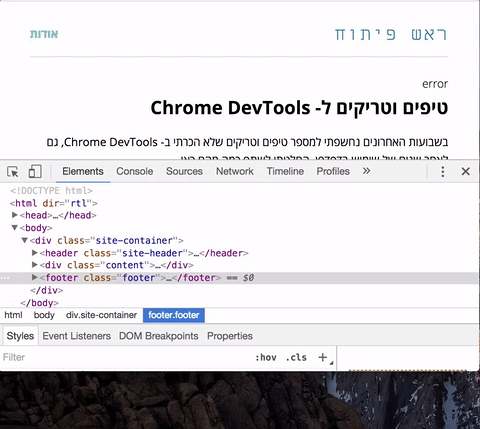 ראש פיתוח
אודות
error
טיפים וטריקים ל- Chrome DevTools
בשבועות האחרונים נחשפתי למספר טיפים וטריקים שלא הכרתי ב- Chrome DevTools, גם
Elements Console Sources Network Timeline Profiles »
<!DOCTYPE html>
<html dir="rtl">
▶<head>…</head>
▼<body>
▼<div class="site-container">
▶<header class="site-header">…</header>
▶<div class="content">…</div>
… ▶<footer class="footer">…</footer> == $0
</div>
</body>
html body div.site-container footer.footer
Styles Event Listeners DOM Breakpoints Properties
Filter :hov .cls +